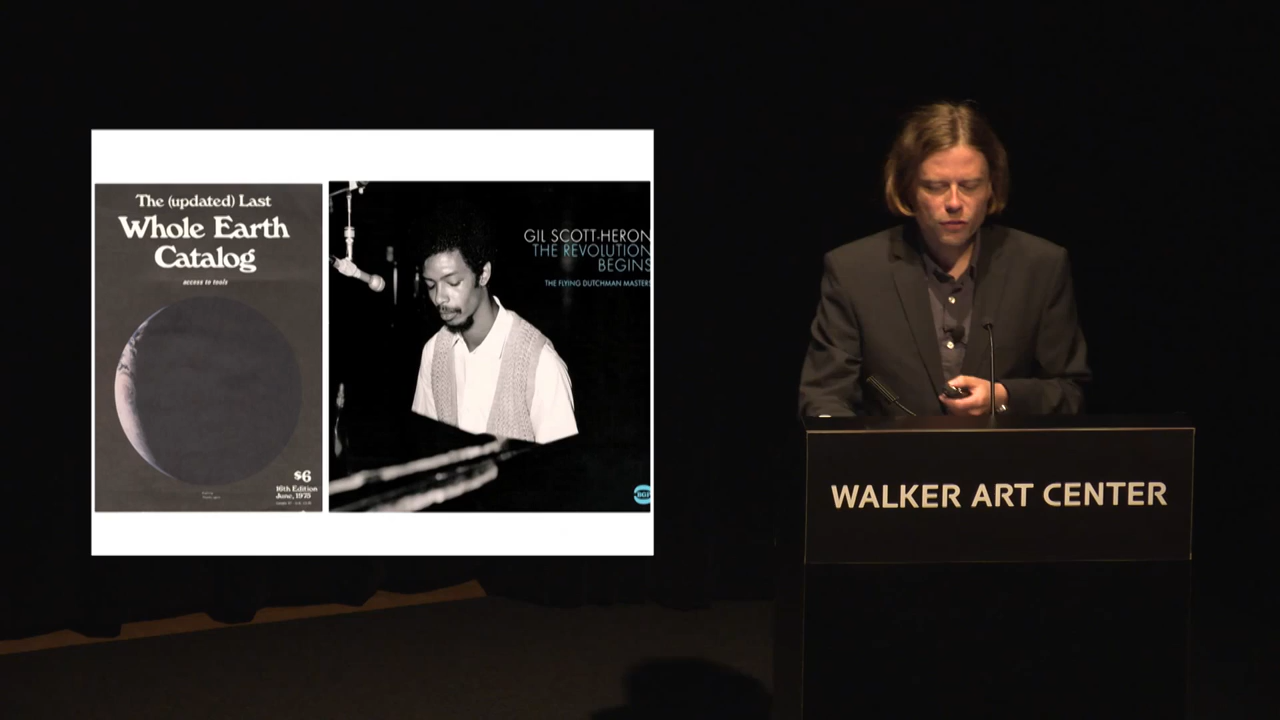 The (updated) Last
Whole Earth
Catalog
access to tools
$6
16th Edition
June, 1975
GIL SCOTT-HERON
THE REVOLUTION
BEGINS
THE FLYING DUTCHMAN MASTERS
BGP
WALKER ART CENTER